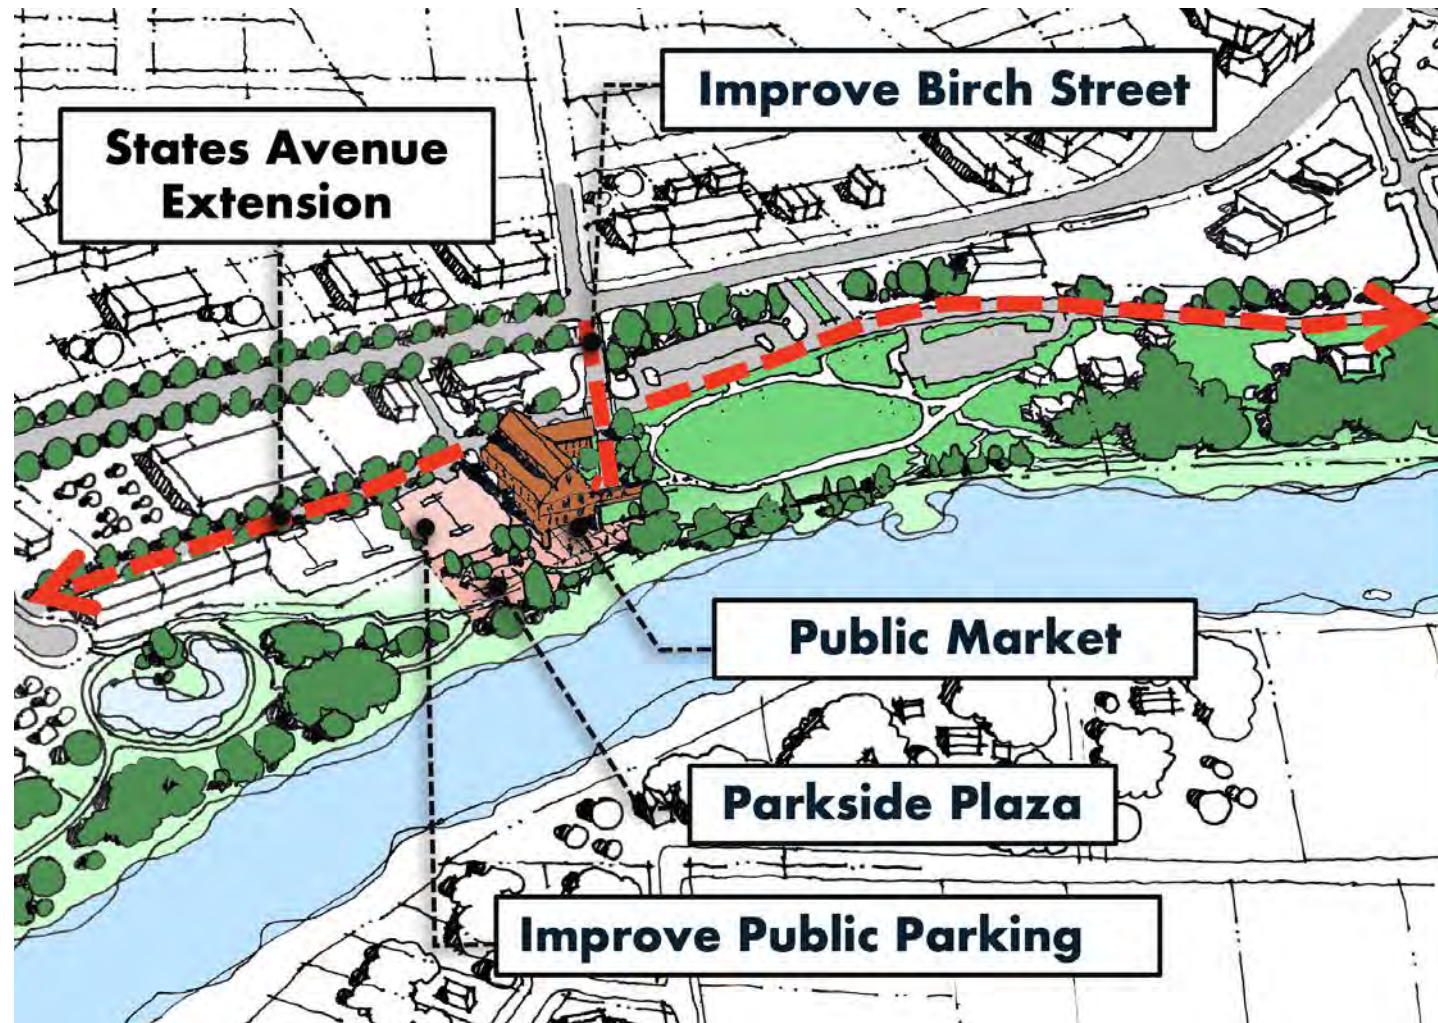 Improve Birch Street
States Avenue
Extension
Public Market
Parkside Plaza
Improve Public Parking